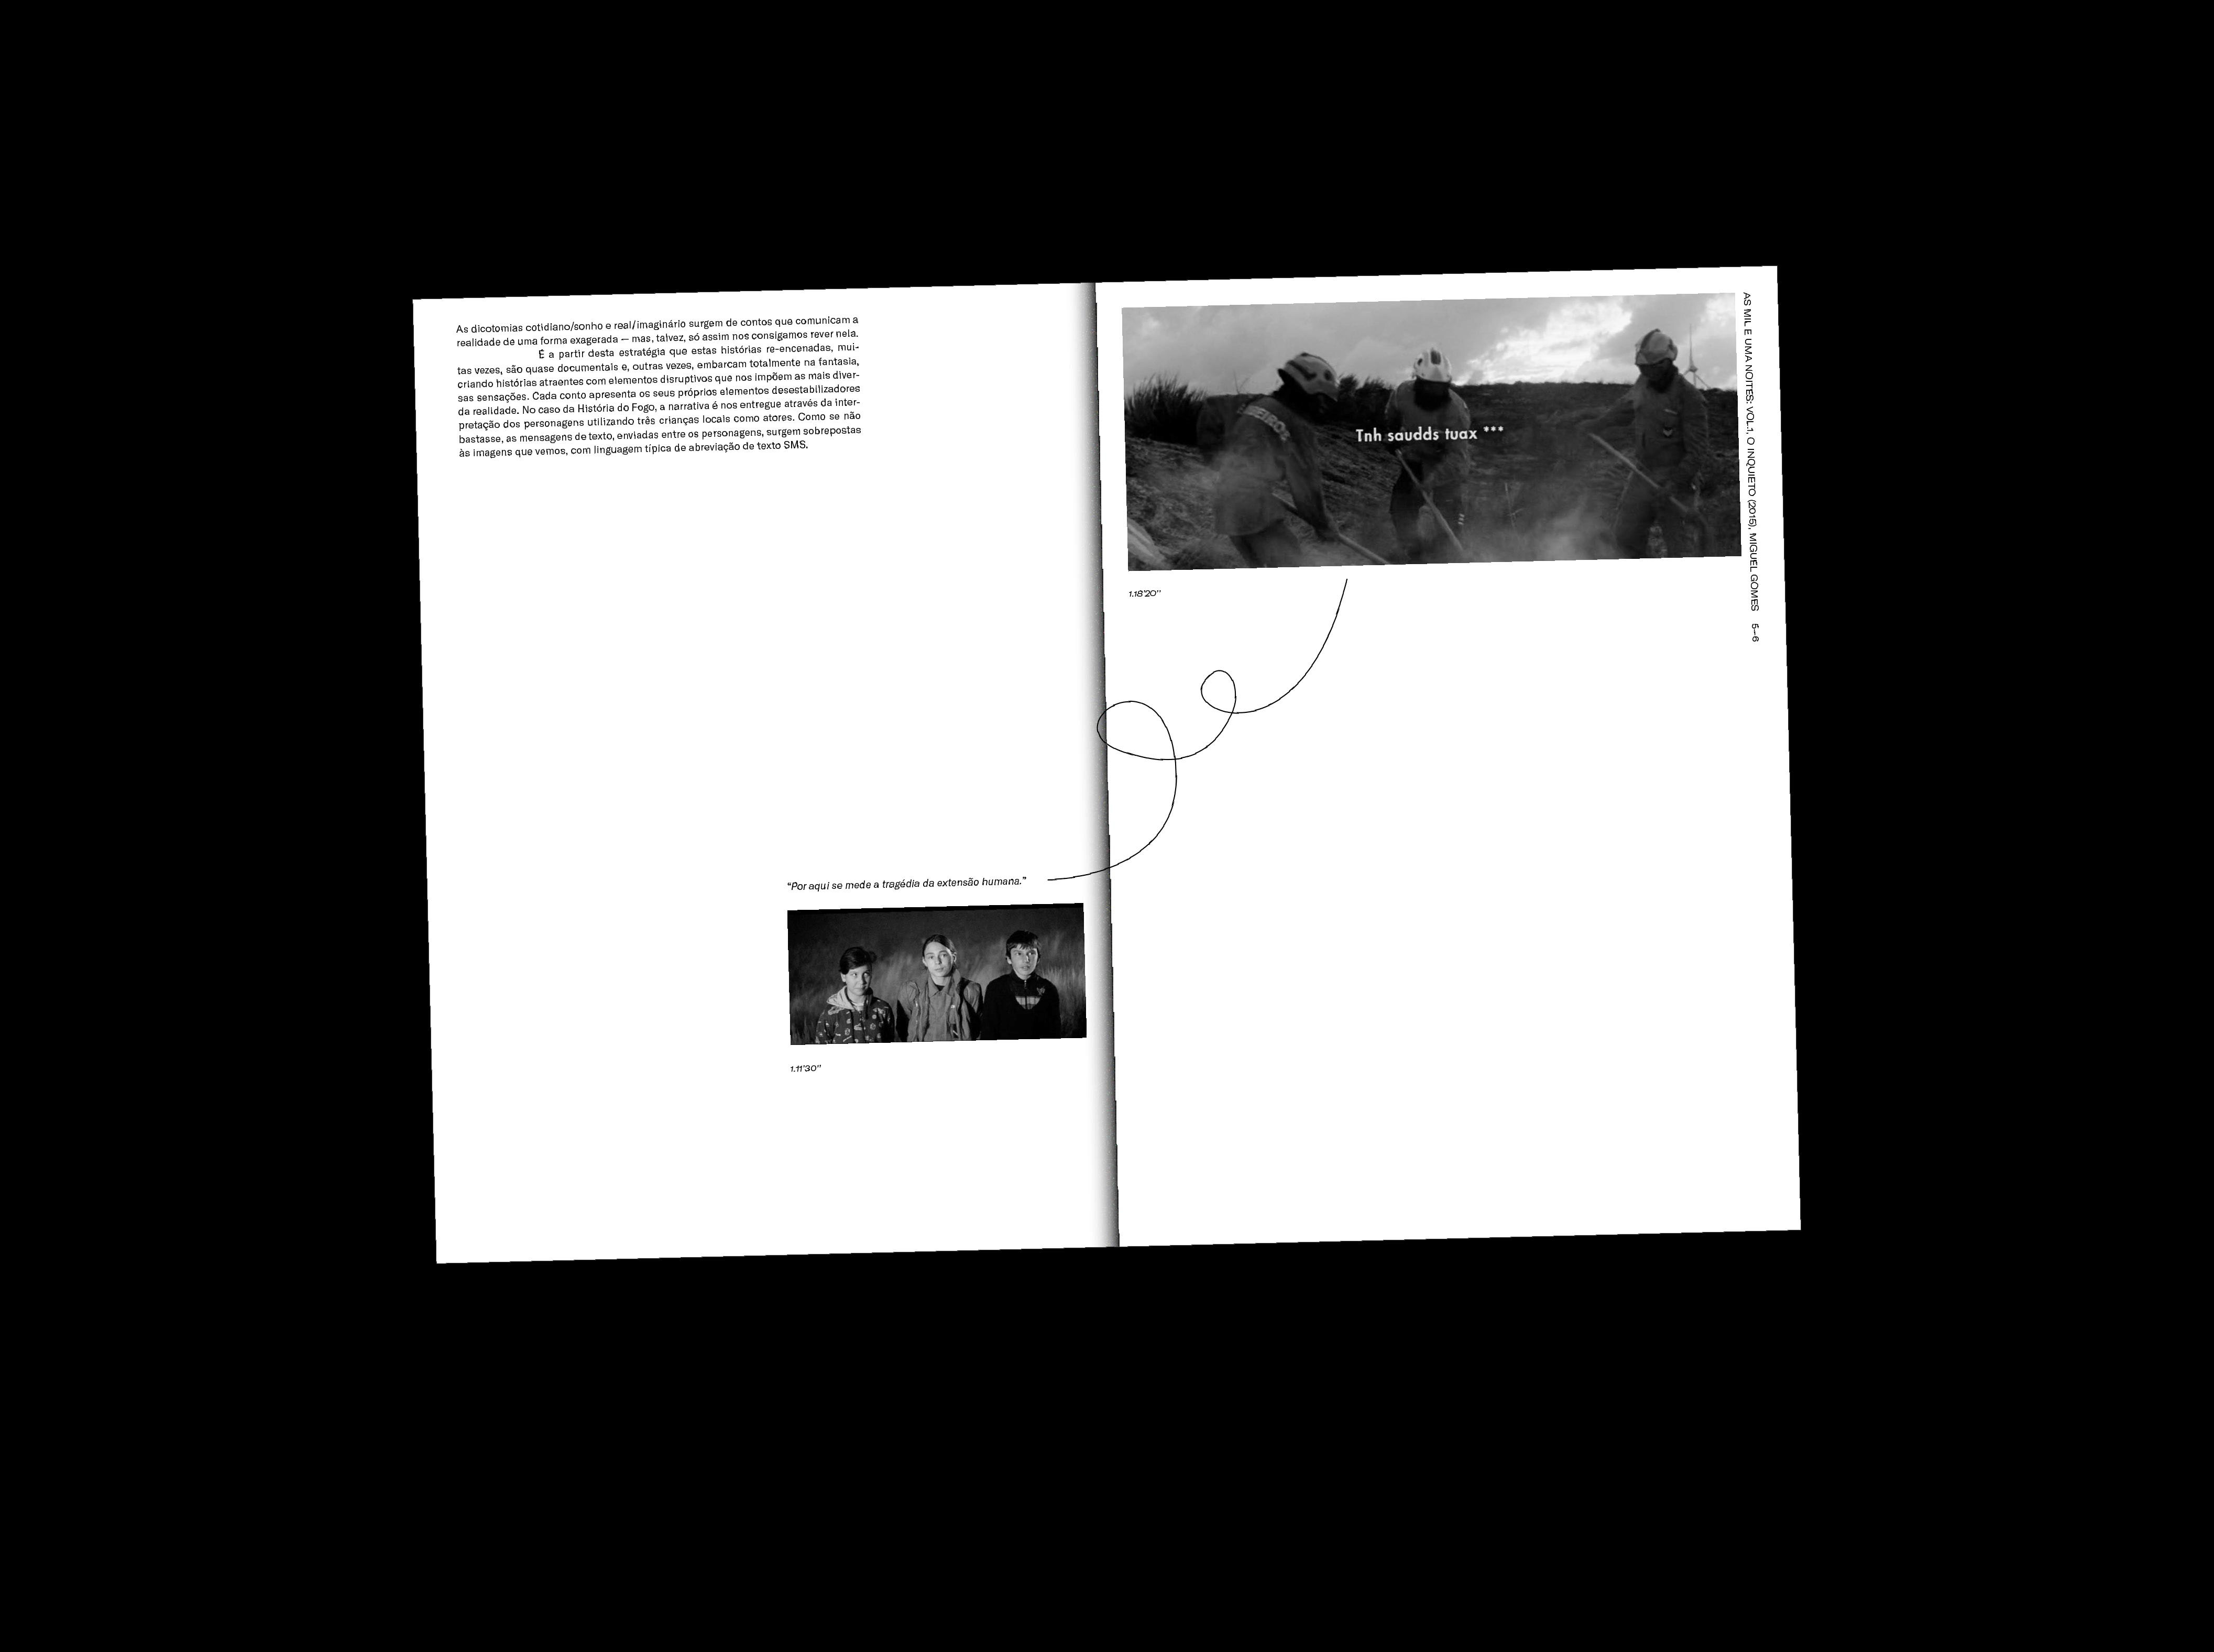 As dicotomias cotidiano/sonho e real/imaginário surgem de contos que comunicam a
realidade de uma forma exagerada — mas, talvez, só assim nos consigamos rever nela.
É a partir desta estratégia que estas histórias re-encenadas, mui-
tas vezes, são quase documentais e, outras vezes, embarcam totalmente na fantasia,
criando histórias atraentes com elementos disruptivos que nos impõem as mais diver-
sas sensações. Cada conto apresenta os seus próprios elementos desestabilizadores
da realidade. No caso da História do Fogo, a narrativa é nos entregue através da inter-
pretação dos personagens utilizando três crianças locais como atores. Como se não
bastasse, as mensagens de texto, enviadas entre os personagens, surgem sobrepostas
às imagens que vemos, com linguagem típica de abreviação de texto SMS.
“Por aqui se mede a tragédia da extensão humana.”
1.11’30’’
EIROS
Tnh saudds tuax ***
1.18’20’’
AS MIL E UMA NOITES: VOL.1, O INQUIETO (2015), MIGUEL GOMES 5–6